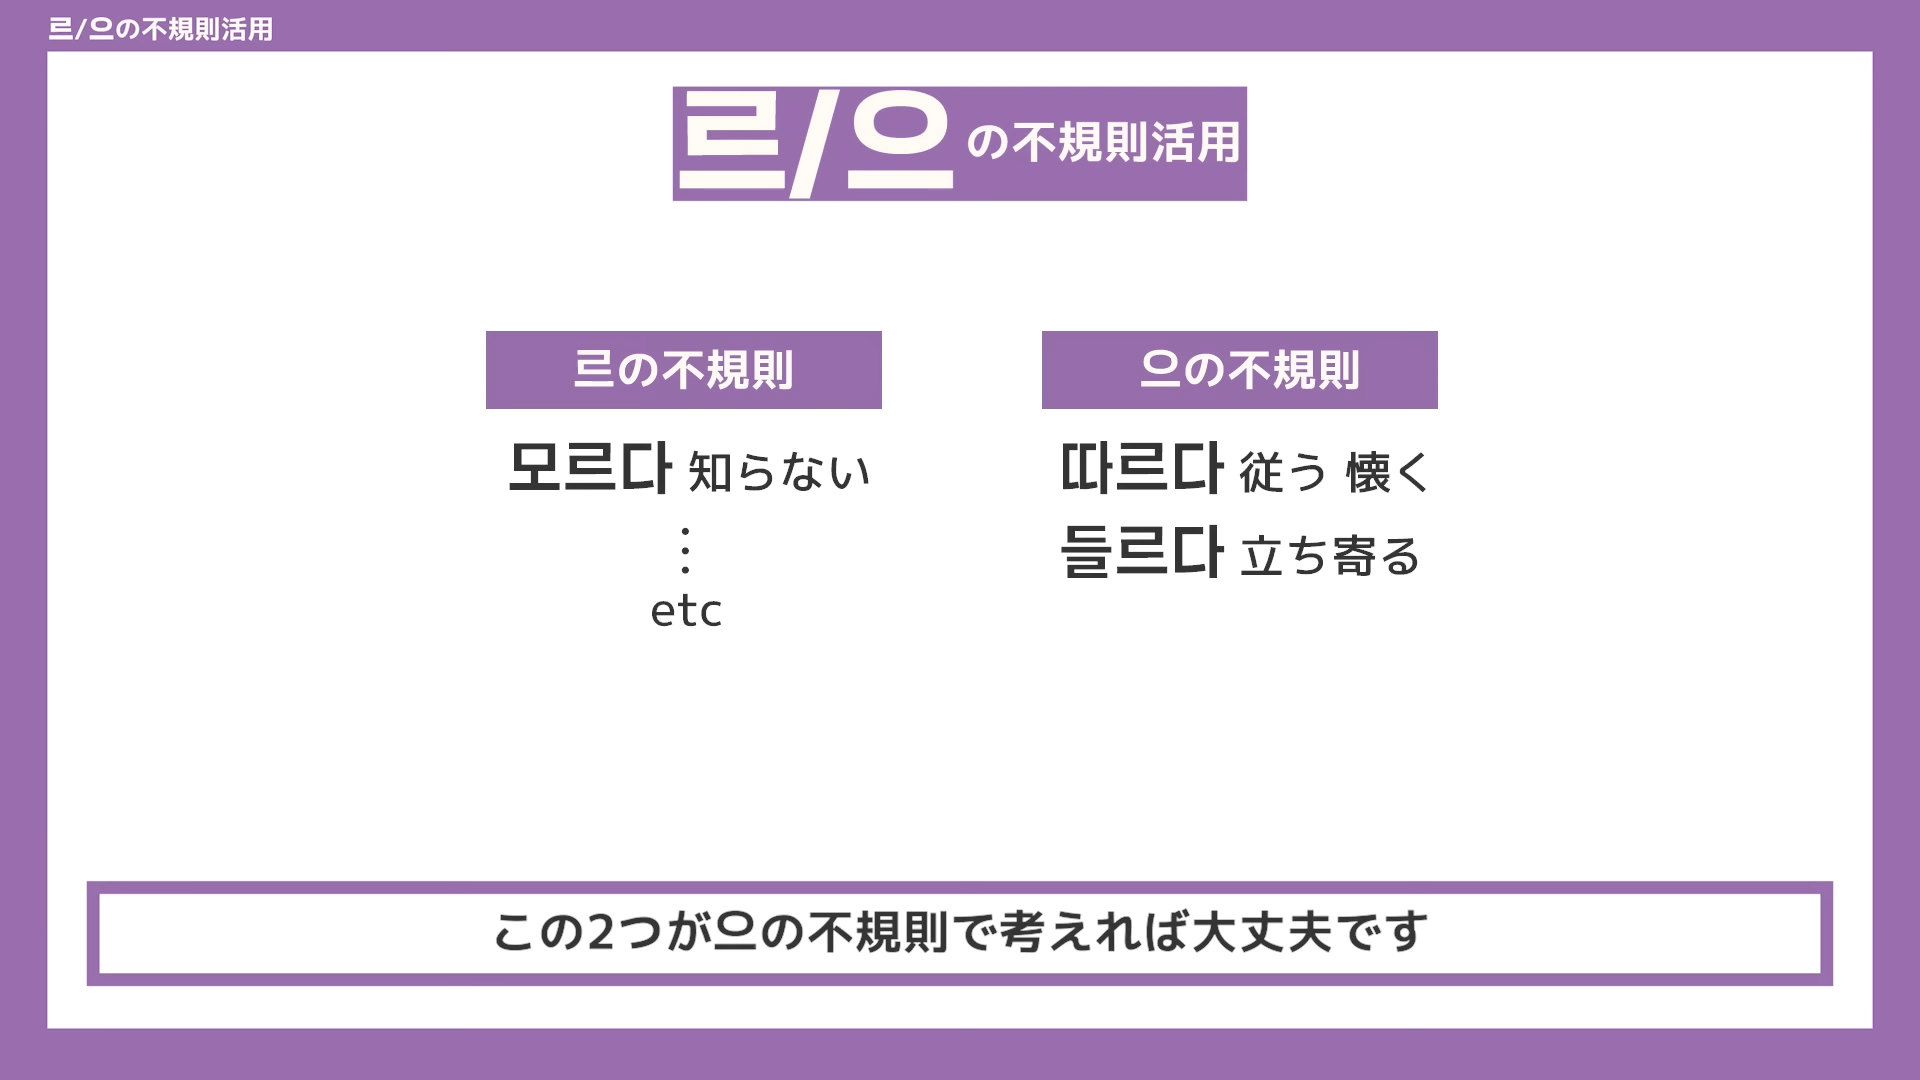 르/으の不規則活用
르/으の不規則活用
르の不規則
모르다 知らない
⋮
etc
으の不規則
따르다 従う 懐く
들르다 立ち寄る
この2つが으の不規則で考えれば大丈夫です